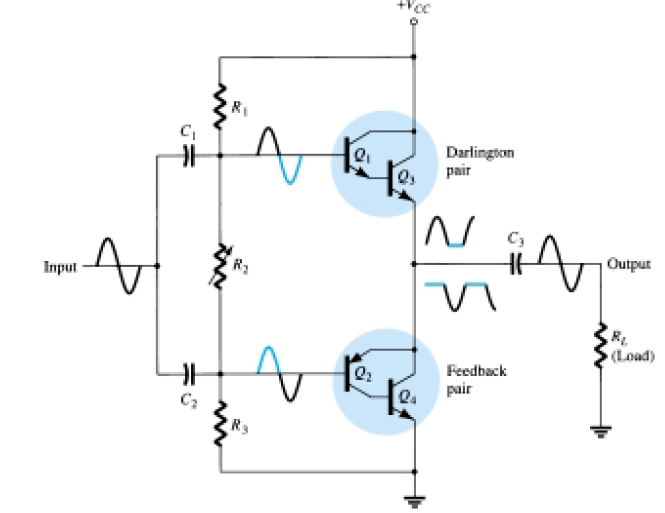 +VCC
R1
C1
Q1
Q3
Darlington
pair
Input
R2
C3
Output
RL
(Load)
C2
Q2
Q4
Feedback
pair
R3